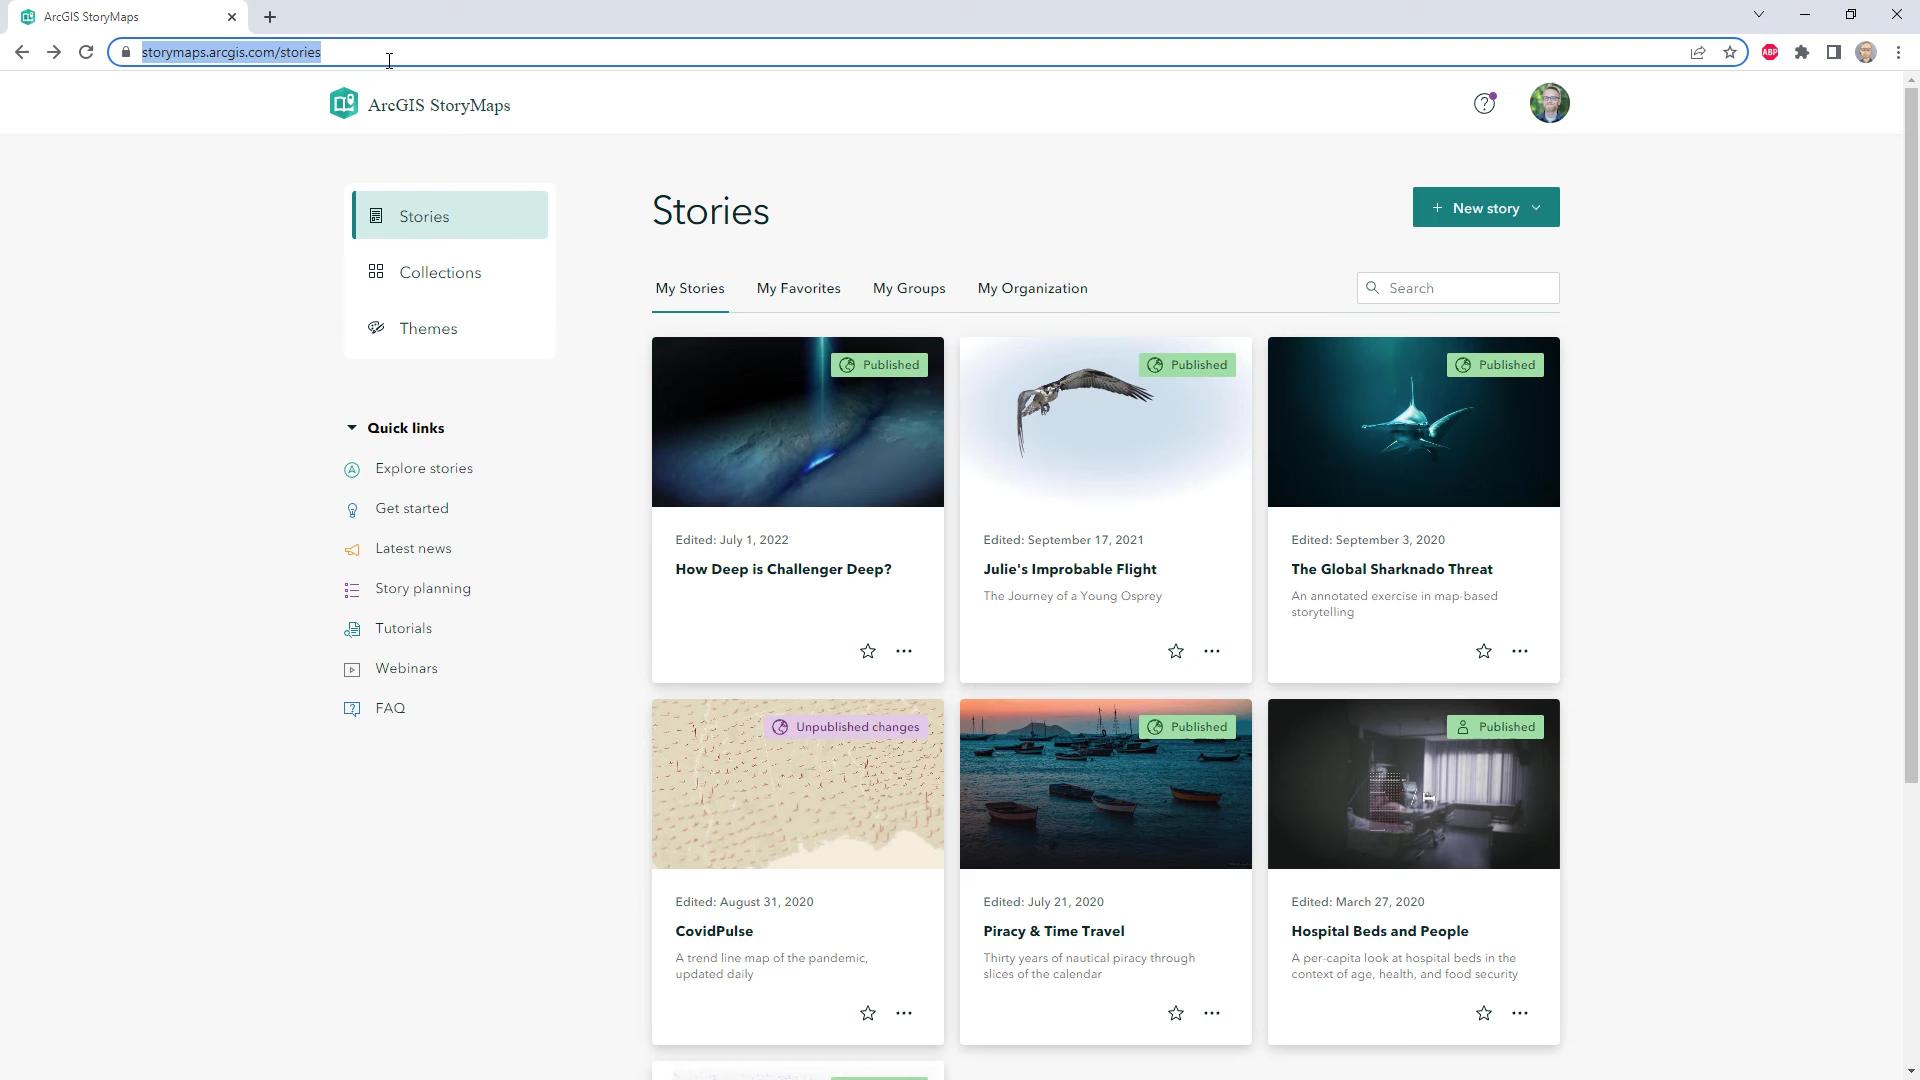 ArcGIS StoryMaps
storymaps.arcgis.com/stories
ABP
ArcGIS StoryMaps
Stories
Collections
Themes
Quick links
Explore stories
Get started
Latest news
Story planning
Tutorials
Webinars
FAQ
Stories
New story
My Stories
My Favorites
My Groups
My Organization
Search
Published
Edited: July 1, 2022
How Deep is Challenger Deep?
Published
Edited: September 17, 2021
Julie's Improbable Flight
The Journey of a Young Osprey
Published
Edited: September 3, 2020
The Global Sharknado Threat
An annotated exercise in map-based
storytelling
Unpublished changes
Edited: August 31, 2020
CovidPulse
A trend line map of the pandemic,
updated daily
Published
Edited: July 21, 2020
Piracy & Time Travel
Thirty years of nautical piracy through
slices of the calendar
Published
Edited: March 27, 2020
Hospital Beds and People
A per-capita look at hospital beds in the
context of age, health, and food security